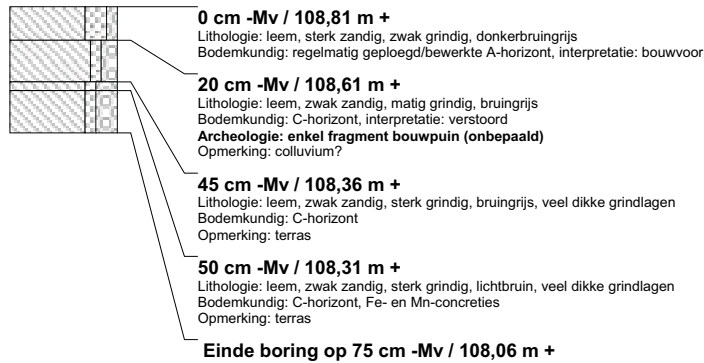 0 cm -Mv / 108,81 m +
Lithologie: leem, sterk zandig, zwak grindig, donkerbruingrijs
Bodemkundig: regelmatig geploegd/bewerkte A-horizont, interpretatie: bouwvoor
20 cm -Mv / 108,61 m +
Lithologie: leem, zwak zandig, matig grindig, bruingrijs
Bodemkundig: C-horizont, interpretatie: verstoord
Archeologie: enkel fragment bouwpuin (onbepaald)
Opmerking: colluvium?
45 cm -Mv / 108,36 m +
Lithologie: leem, zwak zandig, sterk grindig, bruingrijs, veel dikke grindlagen
Bodemkundig: C-horizont
Opmerking: terras
50 cm -Mv / 108,31 m +
Lithologie: leem, zwak zandig, sterk grindig, lichtbruin, veel dikke grindlagen
Bodemkundig: C-horizont, Fe- en Mn-concreties
Opmerking: terras
Einde boring op 75 cm -Mv / 108,06 m +